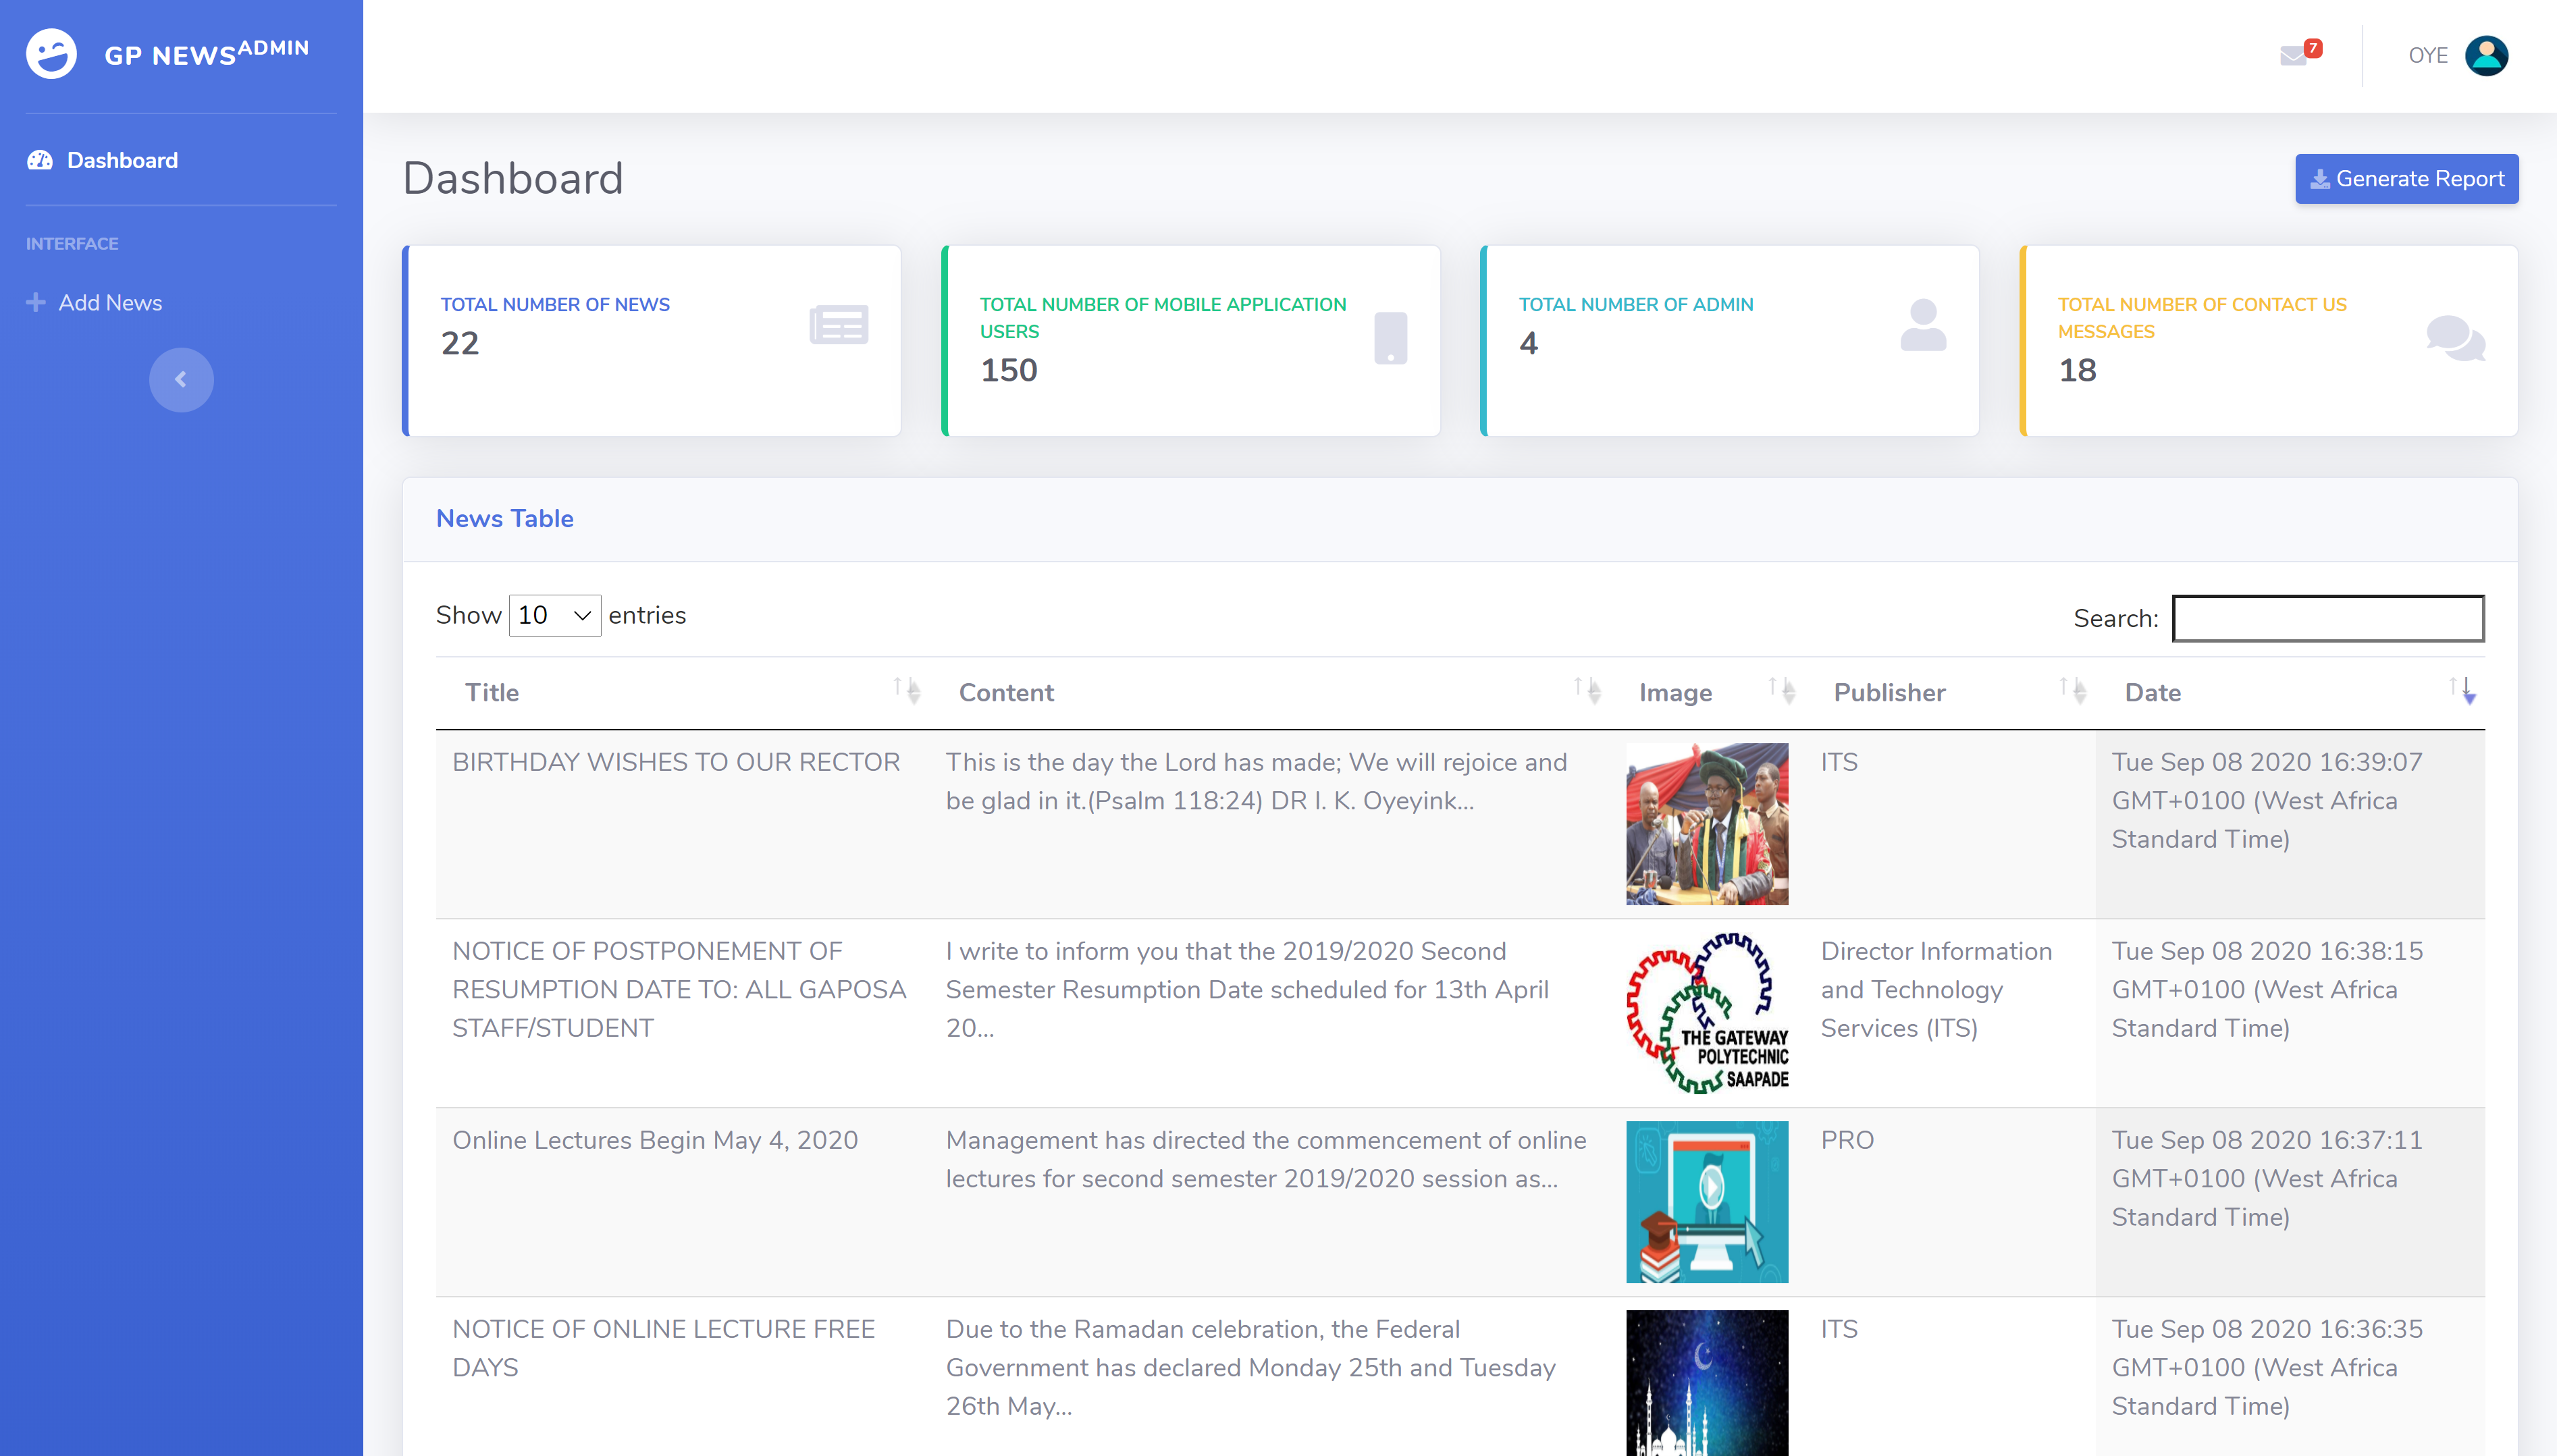 GP NEWS ADMIN
7
OYE
Dashboard
INTERFACE
Add News
Dashboard
Generate Report
TOTAL NUMBER OF NEWS
22
TOTAL NUMBER OF MOBILE APPLICATION
USERS
150
TOTAL NUMBER OF ADMIN
4
TOTAL NUMBER OF CONTACT US
MESSAGES
18
News Table
Show 10 entries
Search:
Title Content Image Publisher Date
BIRTHDAY WISHES TO OUR RECTOR
This is the day the Lord has made; We will rejoice and
be glad in it.(Psalm 118:24) DR I. K. Oyeyink...
ITS
Tue Sep 08 2020 16:39:07
GMT+0100 (West Africa
Standard Time)
NOTICE OF POSTPONEMENT OF
RESUMPTION DATE TO: ALL GAPOSA
STAFF/STUDENT
I write to inform you that the 2019/2020 Second
Semester Resumption Date scheduled for 13th April
20...
THE GATEWAY
POLYTECHNIC
SAAPADE
Director Information
and Technology
Services (ITS)
Tue Sep 08 2020 16:38:15
GMT+0100 (West Africa
Standard Time)
Online Lectures Begin May 4, 2020
Management has directed the commencement of online
lectures for second semester 2019/2020 session as...
PRO
Tue Sep 08 2020 16:37:11
GMT+0100 (West Africa
Standard Time)
NOTICE OF ONLINE LECTURE FREE
DAYS
Due to the Ramadan celebration, the Federal
Government has declared Monday 25th and Tuesday
26th May...
ITS
Tue Sep 08 2020 16:36:35
GMT+0100 (West Africa
Standard Time)